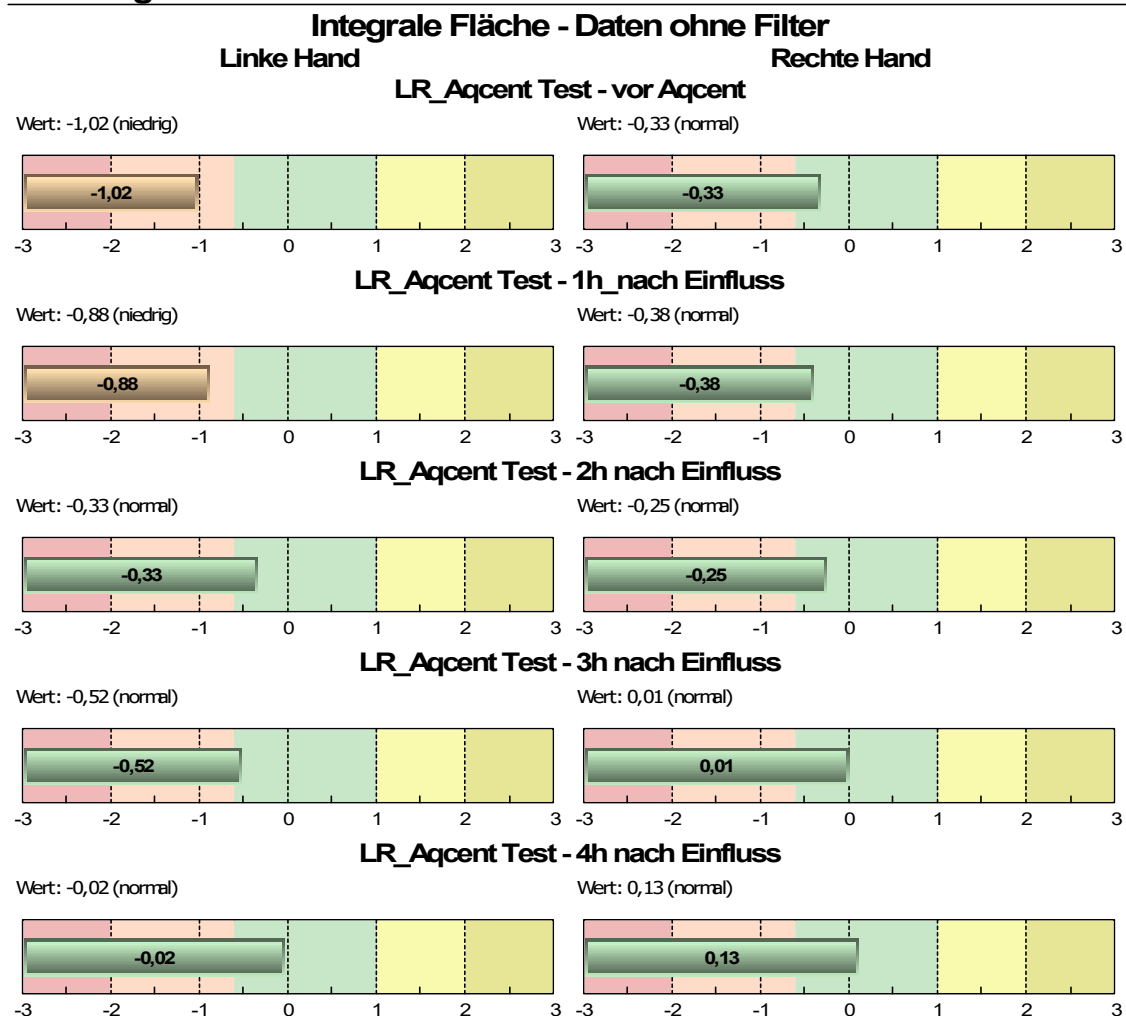 Integrale Fläche - Daten ohne Filter
Linke Hand Rechte Hand
LR_Aqcent Test - vor Aqcent
Wert: -1,02 (niedrig) Wert: -0,33 (normal)
-1,02 -0,33
-3 -2 -1 0 1 2 3 -3 -2 -1 0 1 2 3
LR_Aqcent Test - 1h_nach Einfluss
Wert: -0,88 (niedrig) Wert: -0,38 (normal)
-0,88 -0,38
-3 -2 -1 0 1 2 3 -3 -2 -1 0 1 2 3
LR_Aqcent Test - 2h nach Einfluss
Wert: -0,33 (normal) Wert: -0,25 (normal)
-0,33 -0,25
-3 -2 -1 0 1 2 3 -3 -2 -1 0 1 2 3
LR_Aqcent Test - 3h nach Einfluss
Wert: -0,52 (normal) Wert: 0,01 (normal)
-0,52 0,01
-3 -2 -1 0 1 2 3 -3 -2 -1 0 1 2 3
LR_Aqcent Test - 4h nach Einfluss
Wert: -0,02 (normal) Wert: 0,13 (normal)
-0,02 0,13
-3 -2 -1 0 1 2 3 -3 -2 -1 0 1 2 3